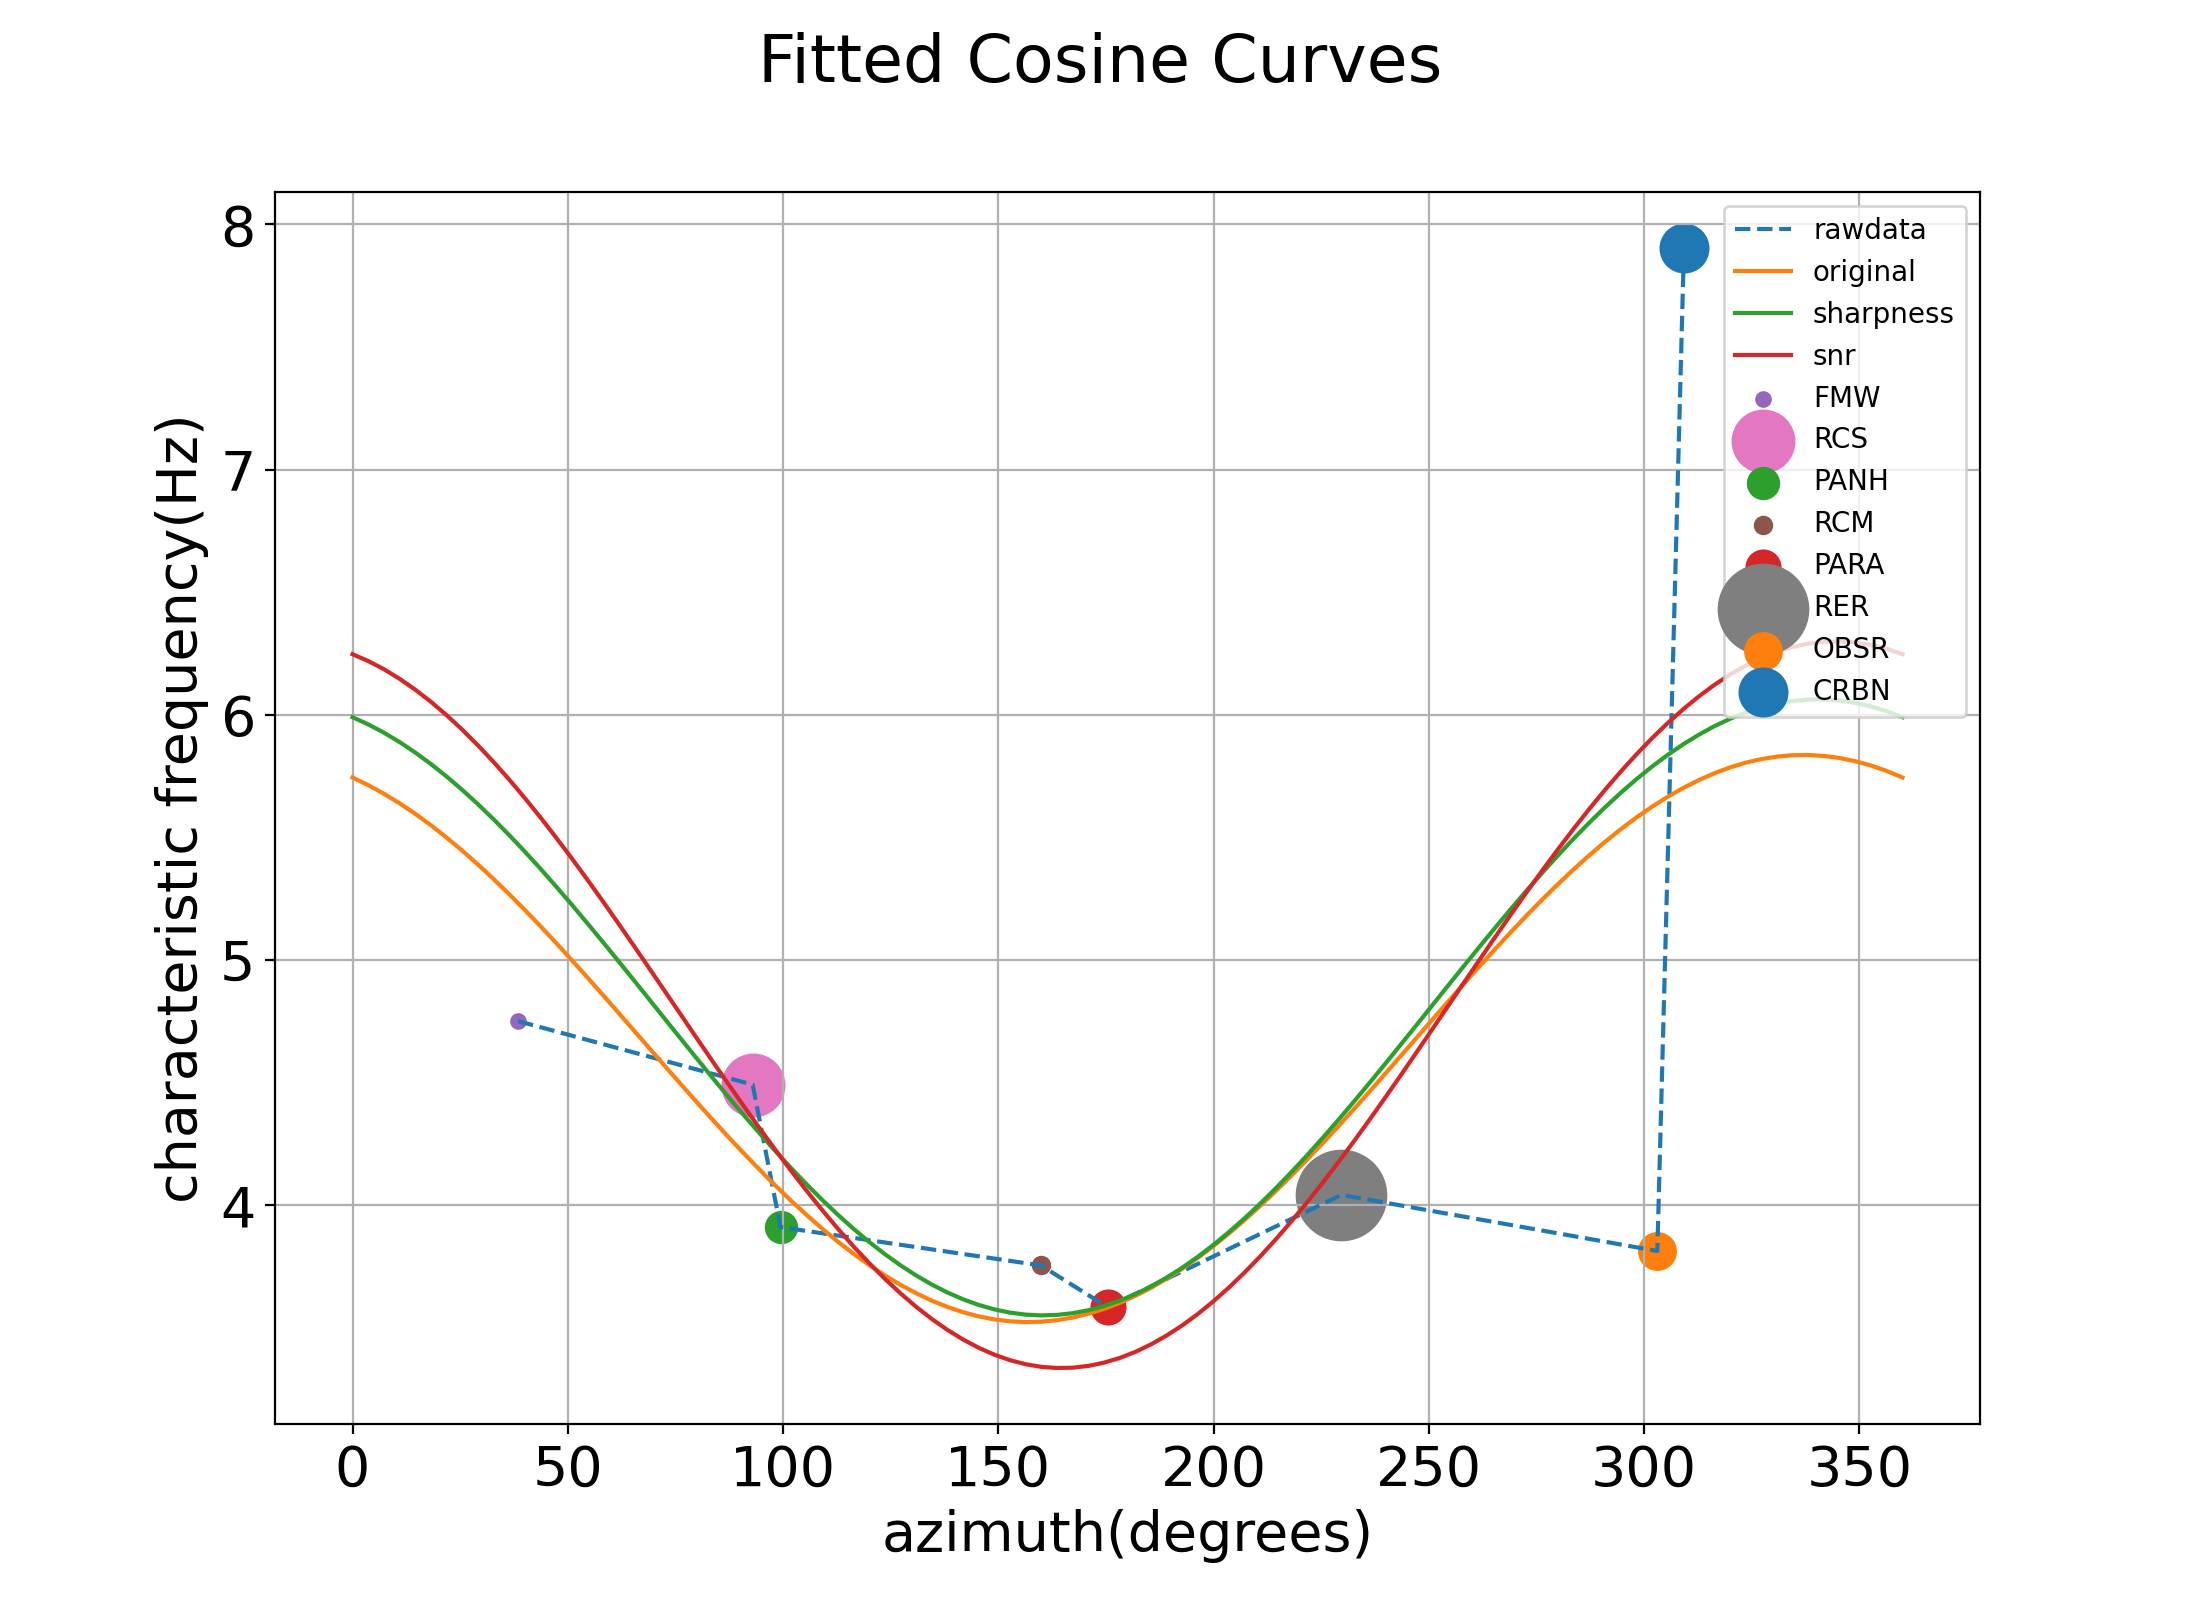 Fitted Cosine Curves
characteristic frequency(Hz)
8
7
6
5
4
rawdata
original
sharpness
snr
FMW
RCS
PANH
RCM
PARA
RER
OBSR
CRBN
0 50 100 150 200 250 300 350
azimuth(degrees)